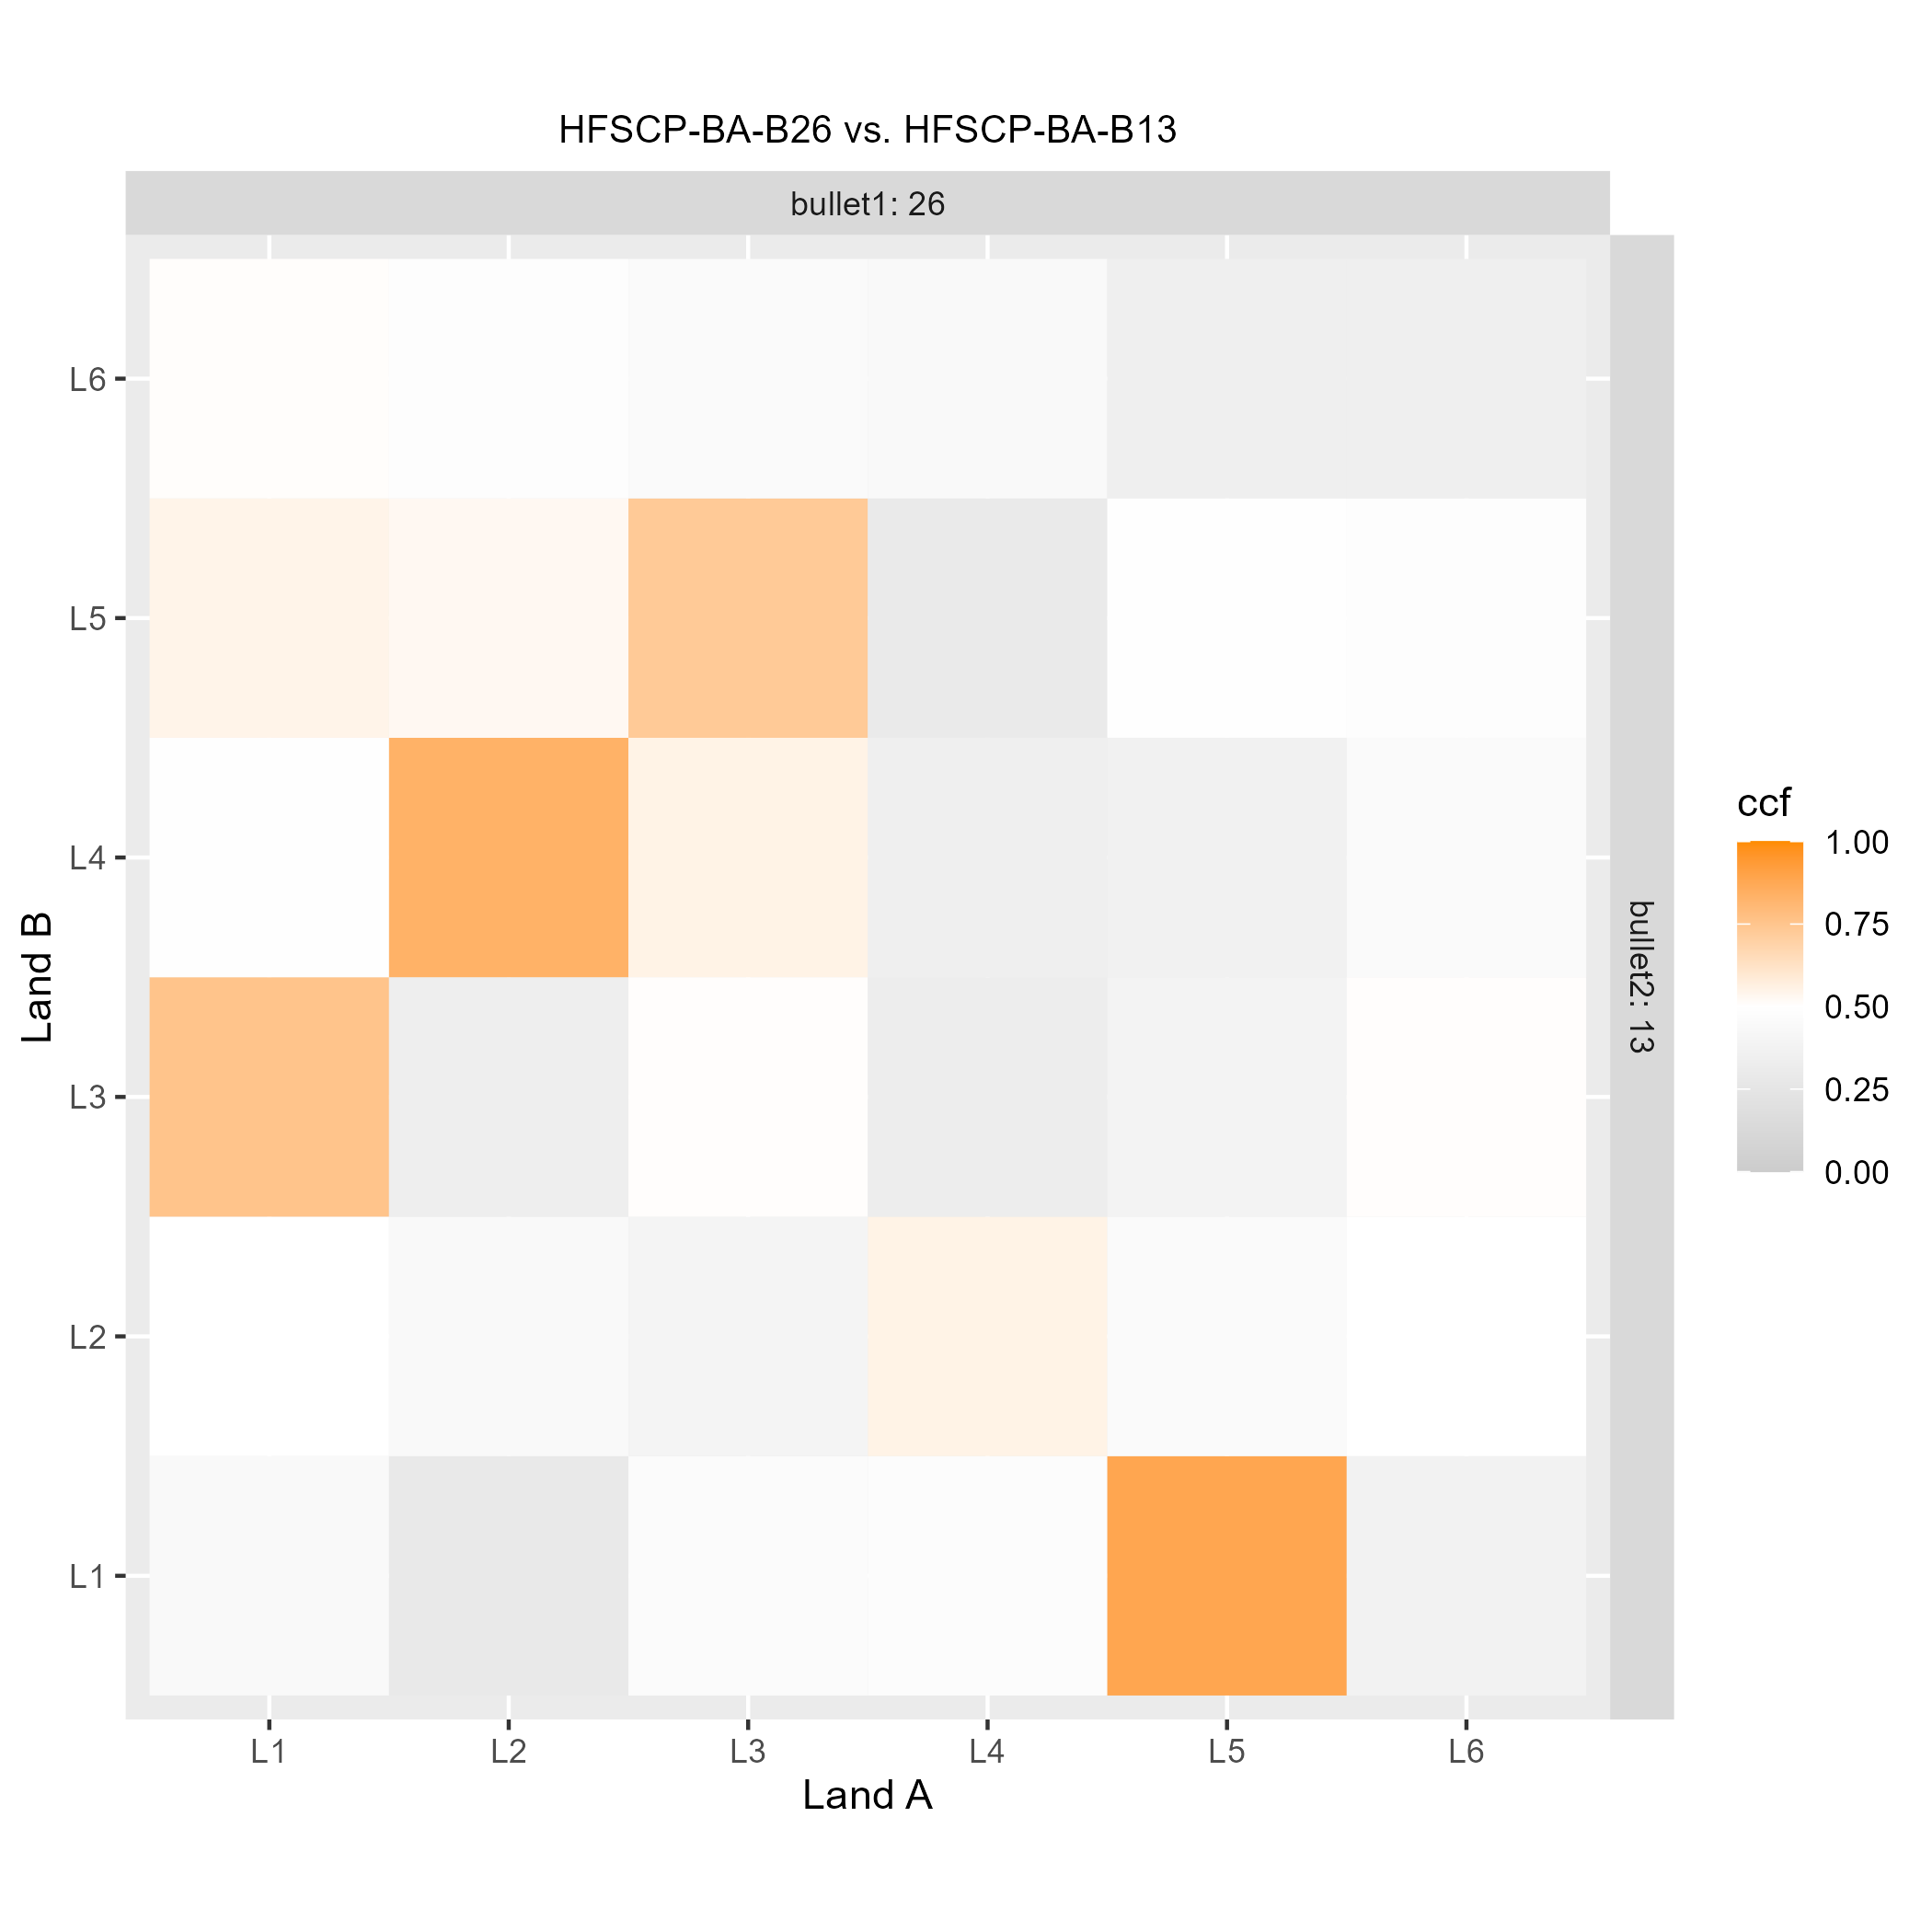 HFSCP-BA-B26 vs. HFSCP-BA-B13
bullet1: 26
L6
L5
L4
L3
L2
L1
Land B
bullet2: 13
L1 L2 L3 L4 L5 L6
Land A
ccf
1.00
0.75
0.50
0.25
0.00